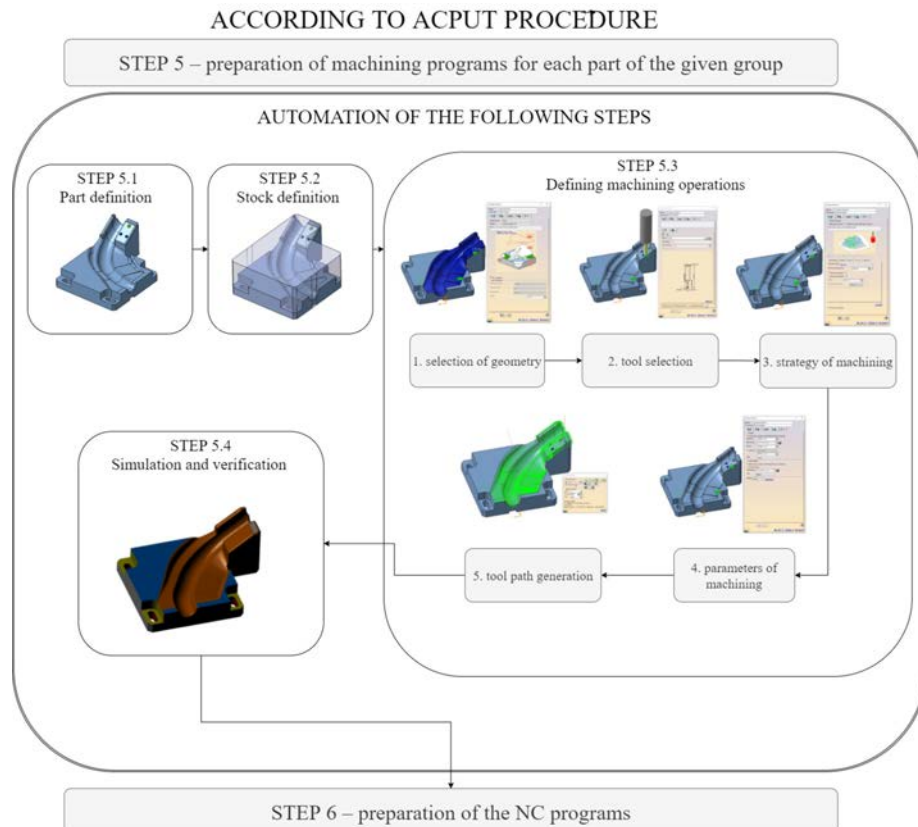 ACCORDING TO ACPUT PROCEDURE
STEP 5 – preparation of machining programs for each part of the given group
AUTOMATION OF THE FOLLOWING STEPS
STEP 5.1
Part definition
STEP 5.2
Stock definition
STEP 5.3
Defining machining operations
1. selection of geometry
2. tool selection
3. strategy of machining
4. parameters of
machining
5. tool path generation
STEP 5.4
Simulation and verification
STEP 6 – preparation of the NC programs